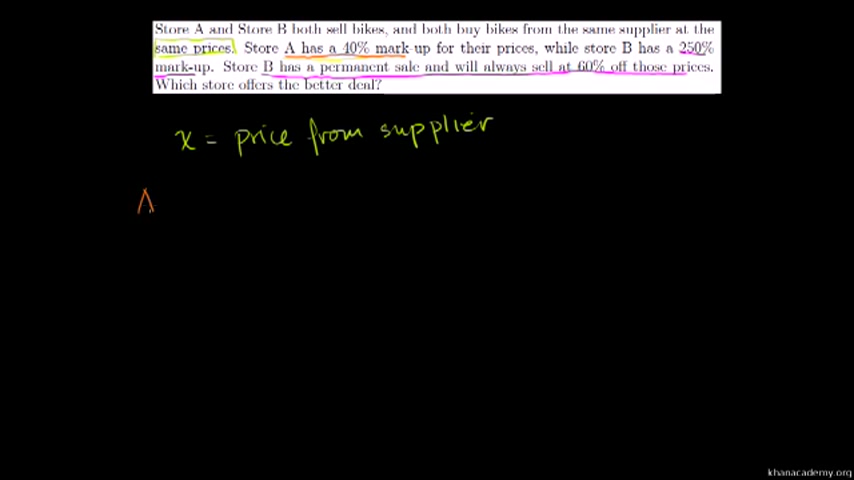 Store A and Store B both sell bikes, and both buy bikes from the same supplier at the
same prices. Store A has a 40% mark-up for their prices, while store B has a 250%
mark-up. Store B has a permanent sale and will always sell at 60% off those prices.
Which store offers the better deal?
x = price from supplier
A
khanacademy.org